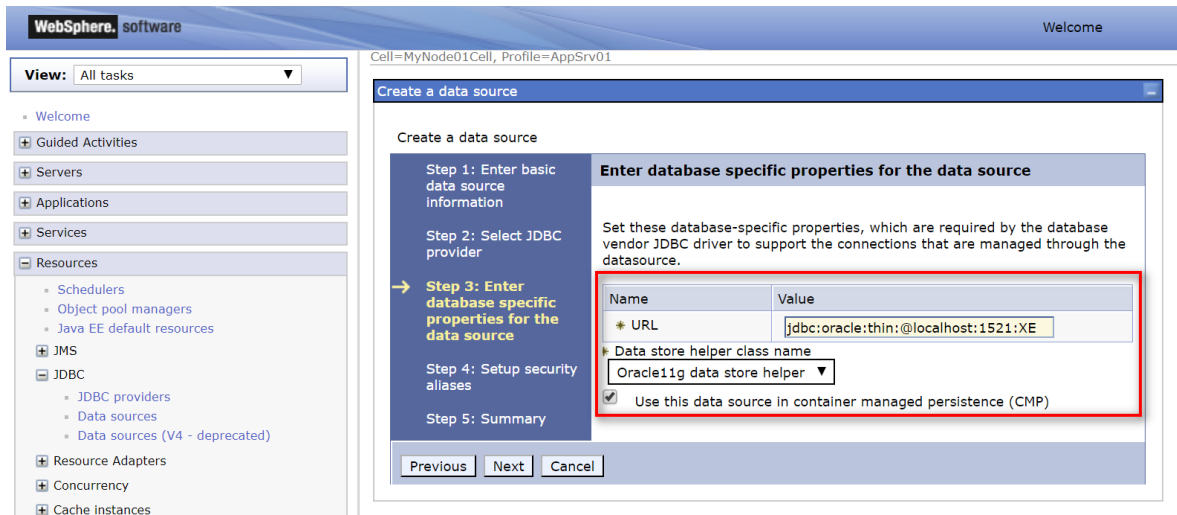 WebSphere. software
Welcome
View: All tasks
Welcome
Guided Activities
Servers
Applications
Services
Resources
Schedulers
Object pool managers
Java EE default resources
JMS
JDBC
JDBC providers
Data sources
Data sources (V4 - deprecated)
Resource Adapters
Concurrency
Cache instances
Cell=MyNode01Cell, Profile=AppSrv01
Create a data source
Create a data source
Step 1: Enter basic
data source
information
Step 2: Select JDBC
provider
Step 3: Enter
database specific
properties for the
data source
Step 4: Setup security
aliases
Step 5: Summary
Enter database specific properties for the data source
Set these database-specific properties, which are required by the database
vendor JDBC driver to support the connections that are managed through the
datasource.
Name Value
URL jdbc:oracle:thin:@localhost:1521:XE
Data store helper class name
Oracle11g data store helper
Use this data source in container managed persistence (CMP)
Previous Next Cancel